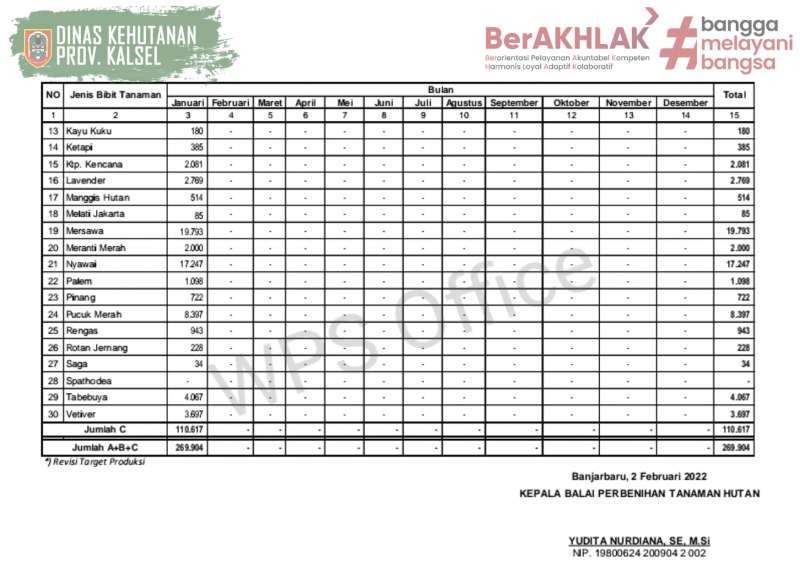 DINAS KEHUTANAN
PROV. KALSEL
BerAKHLAK
Berorientasi Pelayanan Akuntabel Kompeten
Harmonis Loyal Adaptif Kolaboratif
#bangga
melayani
bangsa
NO Jenis Bibit Tanaman Bulan Total
Januari Februari Maret April Mei Juni Juli Agustus September Oktober November Desember
1 2 3 4 5 6 7 8 9 10 11 12 13 14 15
13 Kayu Kuku 180 - - - - - - - - - - - 180
14 Ketapi 385 - - - - - - - - - - - 385
15 Ktp. Kencana 2.081 - - - - - - - - - - - 2.081
16 Lavender 2.769 - - - - - - - - - - - 2.769
17 Manggis Hutan 514 - - - - - - - - - - - 514
18 Melati Jakarta 85 - - - - - - - - - - - 85
19 Mersawa 19.793 - - - - - - - - - - - 19.793
20 Meranti Merah 2.000 - - - - - - - - - - - 2.000
21 Nyawai 17.247 - - - - - - - - - - - 17.247
22 Palem 1.098 - - - - - - - - - - - 1.098
23 Pinang 722 - - - - - - - - - - - 722
24 Pucuk Merah 8.397 - - - - - - - - - - - 8.397
25 Rengas 943 - - - - - - - - - - - 943
26 Rotan Jernang 228 - - - - - - - - - - - 228
27 Saga 34 - - - - - - - - - - - 34
28 Spathodea - - - - - - - - - - - - -
29 Tabebuya 4.067 - - - - - - - - - - - 4.067
30 Vetiver 3.697 - - - - - - - - - - - 3.697
Jumlah C 110.617 - - - - - - - - - - - 110.617
Jumlah A+B+C 269.904 - - - - - - - - - - - 269.904
*) Revisi Target Produksi
WPS Office
Banjarbaru, 2 Februari 2022
KEPALA BALAI PERBENIHAN TANAMAN HUTAN
YUDITA NURDIANA, SE, M.Si
NIP. 19800624 200904 2 002